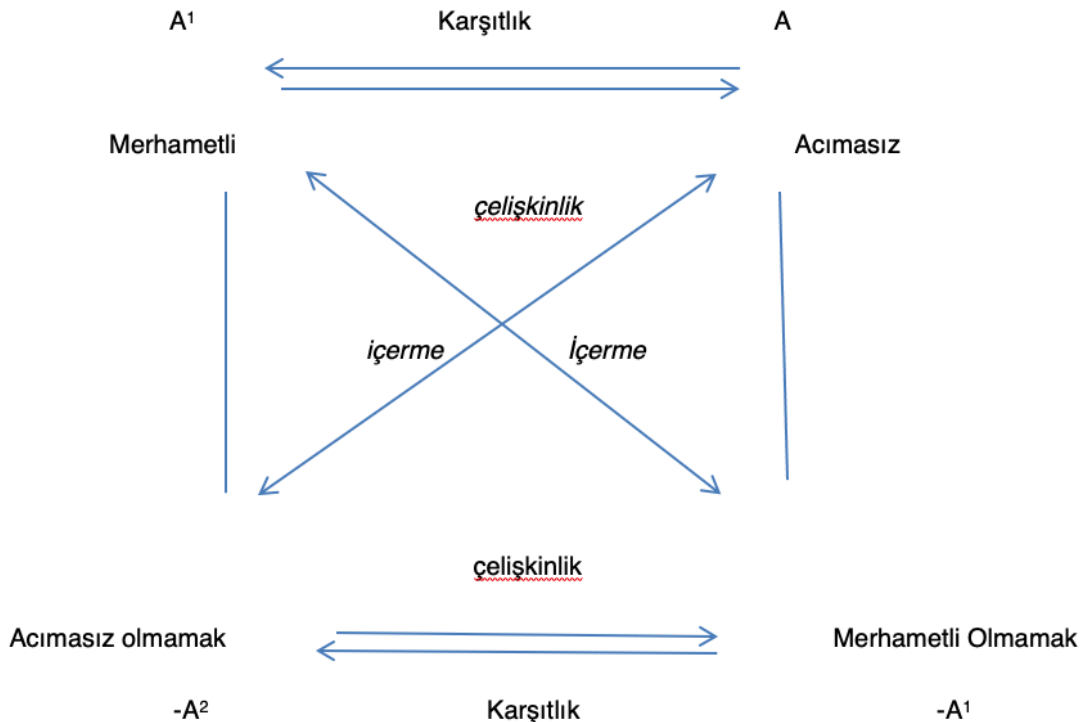 A¹ Karşıtlık A
Merhametli Acımasız
çelişkinlik
içerme İçerme
çelişkinlik
Acımasız olmamak Merhametli Olmamak
-A² Karşıtlık -A¹